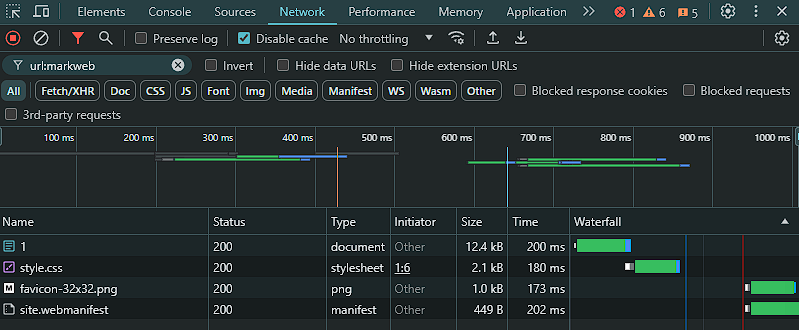 Elements Console Sources Network Performance Memory Application 1 6 5
Preserve log Disable cache No throttling
url:markweb Invert Hide data URLs Hide extension URLs
All Fetch/XHR Doc CSS JS Font Img Media Manifest WS Wasm Other Blocked response cookies Blocked requests
3rd-party requests
100 ms 200 ms 300 ms 400 ms 500 ms 600 ms 700 ms 800 ms 900 ms 1000 ms
Name Status Type Initiator Size Time Waterfall
1 200 document Other 12.4 kB 200 ms
style.css 200 stylesheet 1:6 2.1 kB 180 ms
M favicon-32x32.png 200 png Other 1.0 kB 173 ms
site.webmanifest 200 manifest Other 449 B 202 ms